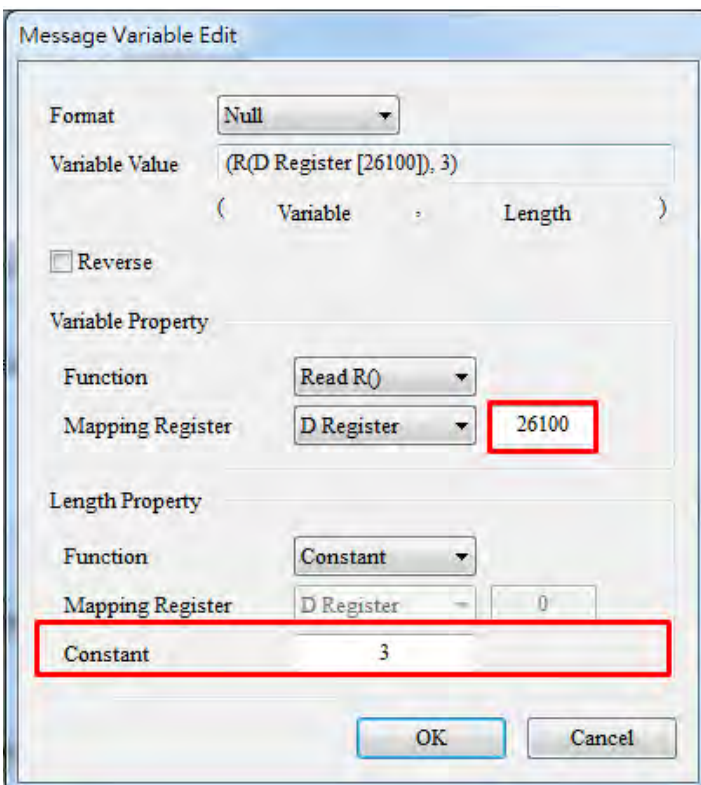 Message Variable Edit
Format Null
Variable Value (R(D Register [26100]), 3)
( Variable , Length )
Reverse
Variable Property
Function Read R()
Mapping Register D Register 26100
Length Property
Function Constant
Mapping Register D Register 0
Constant 3
OK Cancel